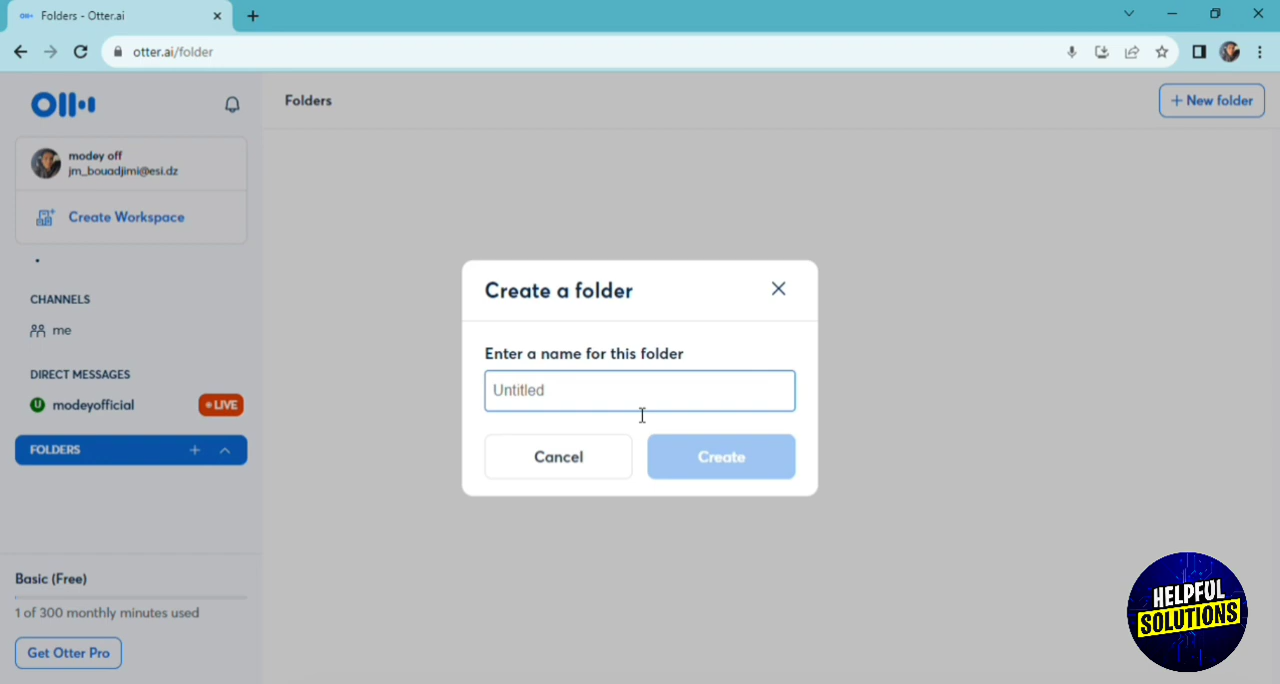 Folders - Otter.ai
otter.ai/folder
modey off
jm_bouadjimi@esi.dz
Create Workspace
CHANNELS
me
DIRECT MESSAGES
U modeyofficial
LIVE
FOLDERS
Basic (Free)
1 of 300 monthly minutes used
Get Otter Pro
Folders
+ New folder
Create a folder
Enter a name for this folder
Untitled
Cancel
Create
HELPFUL
SOLUTIONS